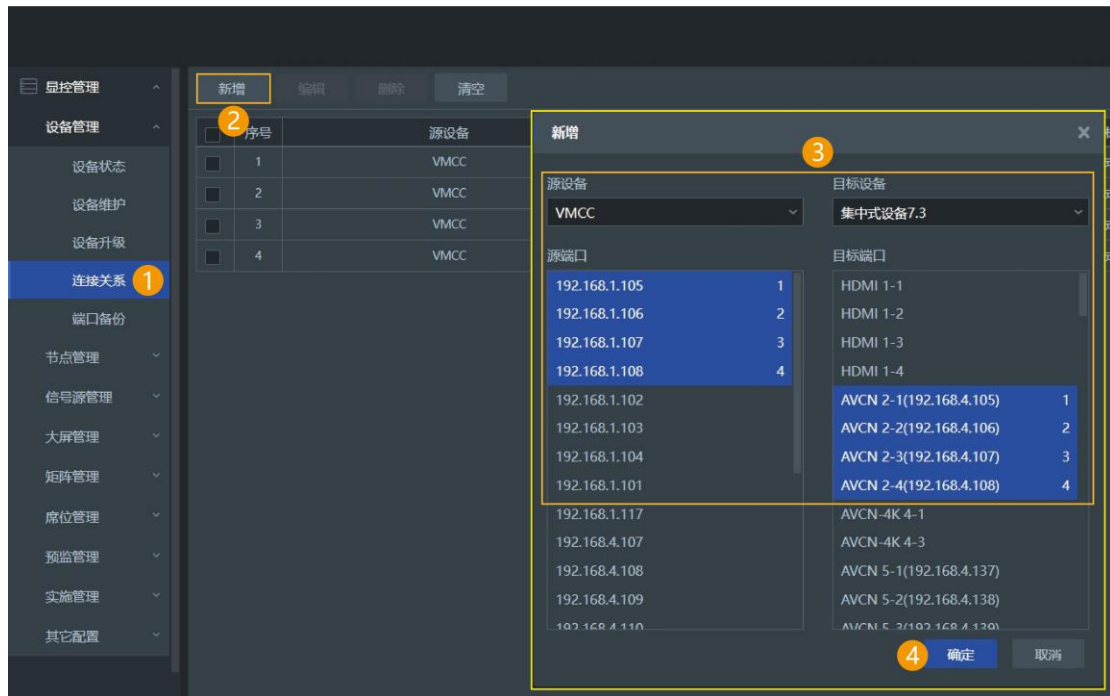 显控管理
设备管理
设备状态
设备维护
设备升级
连接关系 1
端口备份
节点管理
信号源管理
大屏管理
矩阵管理
席位管理
预监管理
实施管理
其它配置
新增 编辑 删除 清空
2
序号 源设备
1 VMCC
2 VMCC
3 VMCC
4 VMCC
新增
3
源设备 目标设备
VMCC 集中式设备7.3
源端口 目标端口
192.168.1.105 1 HDMI 1-1
192.168.1.106 2 HDMI 1-2
192.168.1.107 3 HDMI 1-3
192.168.1.108 4 HDMI 1-4
192.168.1.102 AVCN 2-1(192.168.4.105) 1
192.168.1.103 AVCN 2-2(192.168.4.106) 2
192.168.1.104 AVCN 2-3(192.168.4.107) 3
192.168.1.101 AVCN 2-4(192.168.4.108) 4
192.168.1.117 AVCN-4K 4-1
192.168.4.107 AVCN-4K 4-3
192.168.4.108 AVCN 5-1(192.168.4.137)
192.168.4.109 AVCN 5-2(192.168.4.138)
192.168.4.110 AVCN 5-3(192.168.4.139)
4 确定 取消